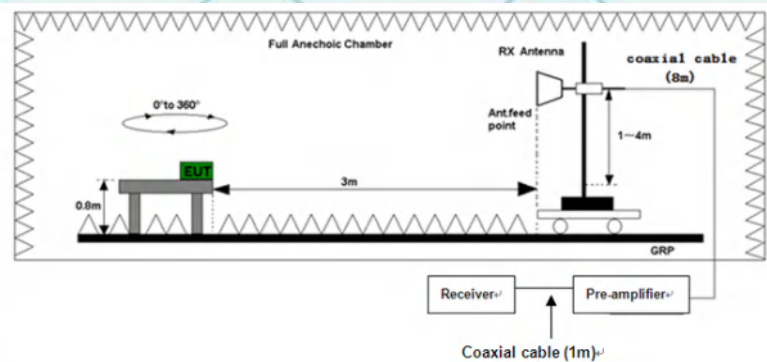 Full Anechoic Chamber
RX Antenna
coaxial cable
(8m)
0°to 360°
Ant.feed
point
1—4m
EUT
3m
0.8m
GRP
Receiver
Pre-amplifier
Coaxial cable (1m)